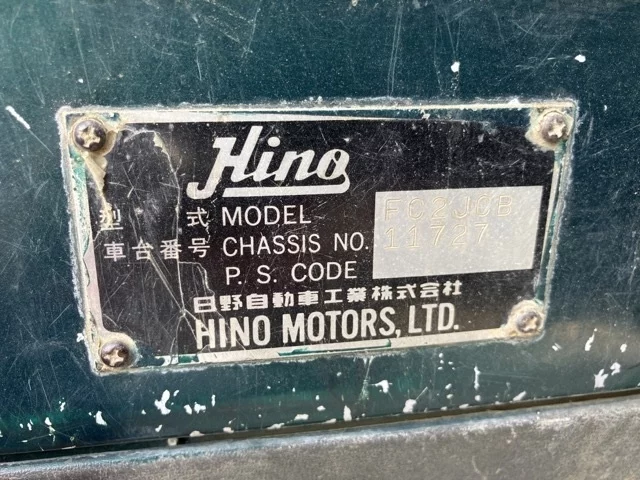 Hino
型式 MODEL FC2JCB
車台番号 CHASSIS NO. 11727
P. S. CODE
日野自動車工業株式会社
HINO MOTORS, LTD.